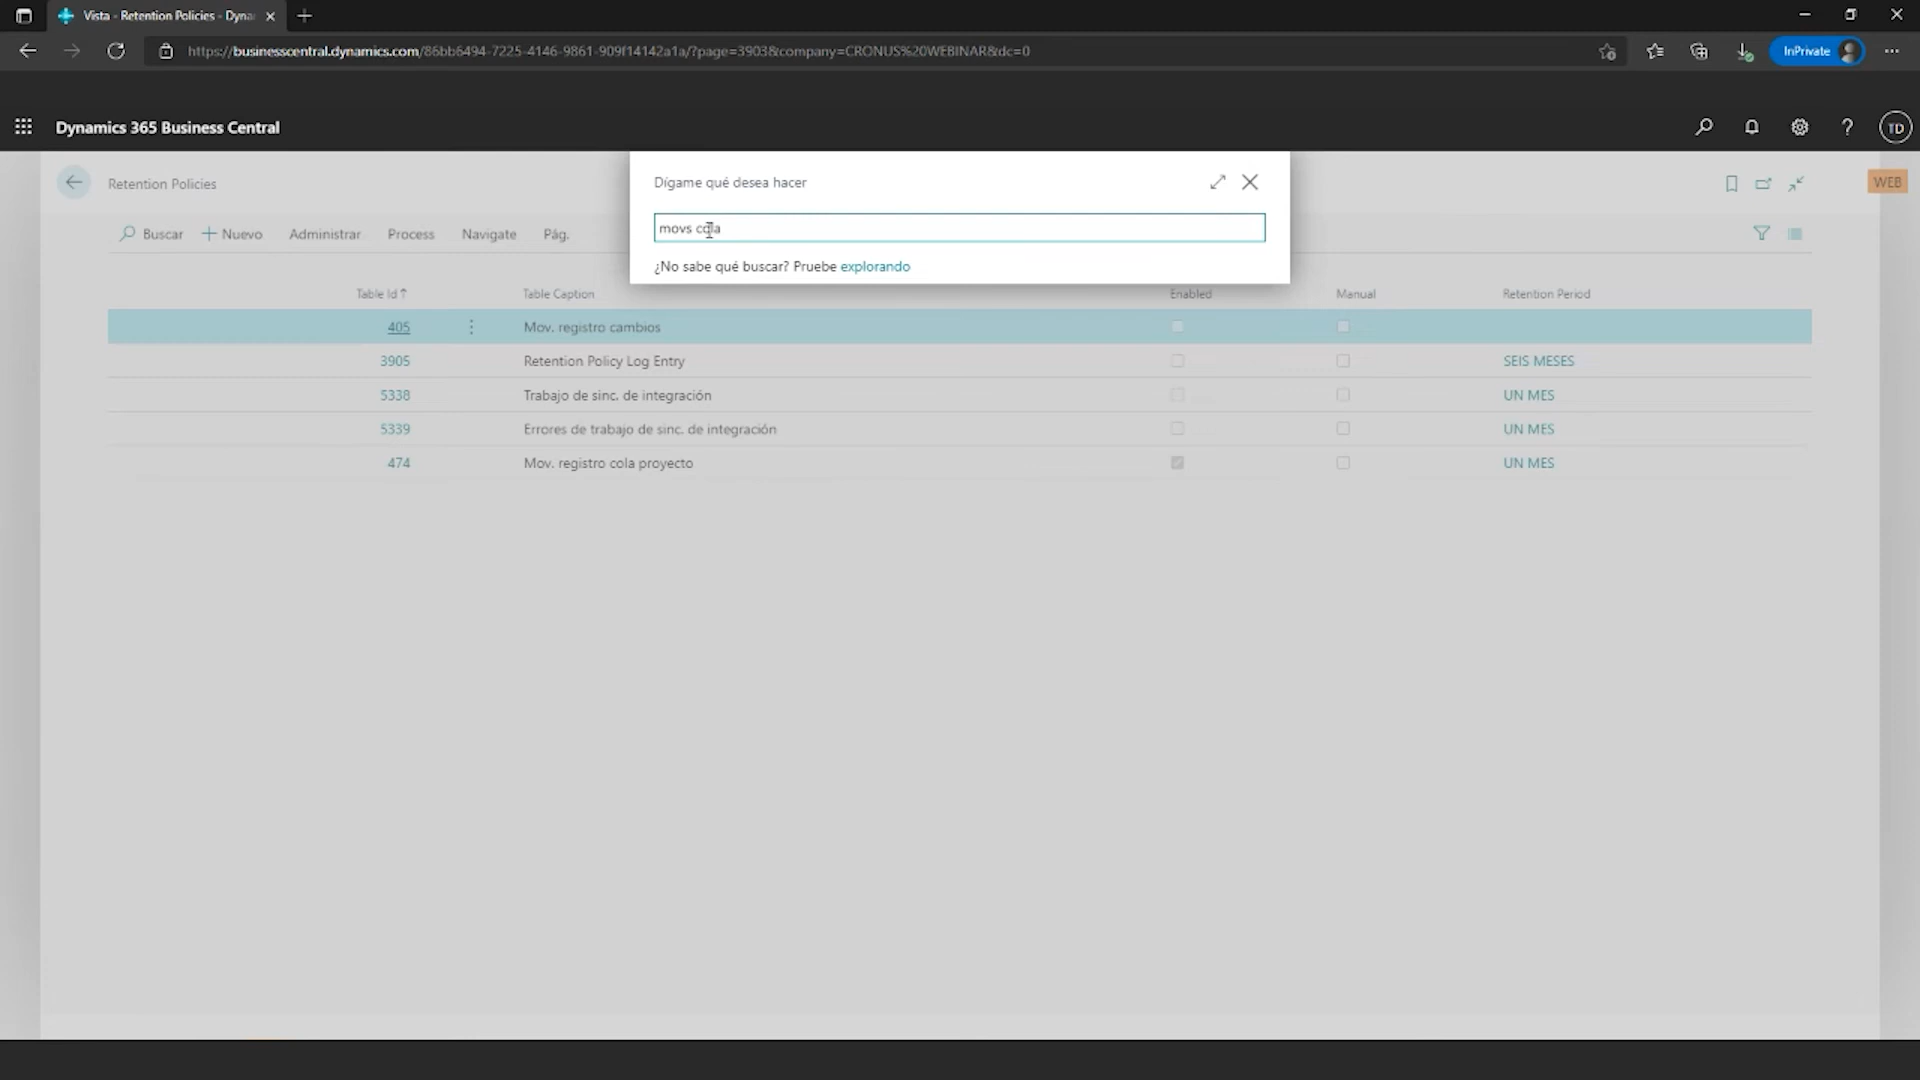 Vista - Retention Policies - Dyna
https://businesscentral.dynamics.com/86bb6494-7225-4146-9861-909f14142a1a/?page=3903&company=CRONUS%20WEBINAR&dc=0
InPrivate
Dynamics 365 Business Central
TD
Retention Policies
Dígame qué desea hacer
WEB
movs cola
Buscar Nuevo Administrar Process Navigate Pág.
¿No sabe qué buscar? Pruebe explorando
Table Id↑ Table Caption Enabled Manual Retention Period
405 Mov. registro cambios
3905 Retention Policy Log Entry SEIS MESES
5338 Trabajo de sinc. de integración UN MES
5339 Errores de trabajo de sinc. de integración UN MES
474 Mov. registro cola proyecto UN MES